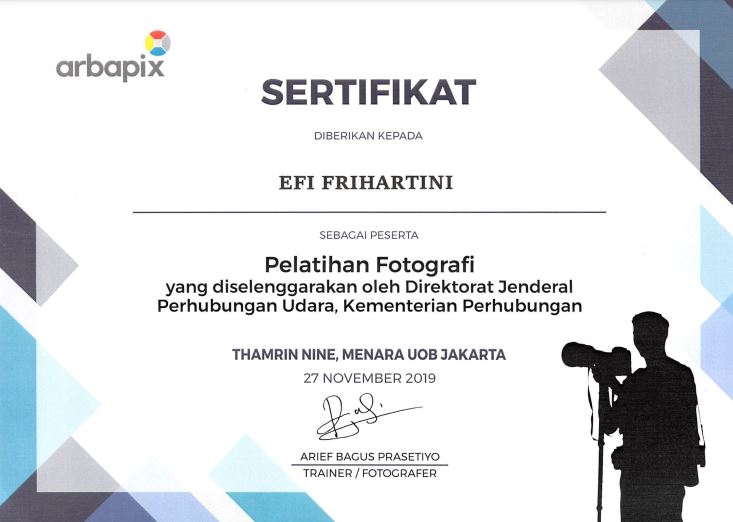 arbapix
SERTIFIKAT
DIBERIKAN KEPADA
EFI FRIHARTINI
SEBAGAI PESERTA
Pelatihan Fotografi
yang diselenggarakan oleh Direktorat Jenderal
Perhubungan Udara, Kementerian Perhubungan
THAMRIN NINE, MENARA UOB JAKARTA
27 NOVEMBER 2019
ARIEF BAGUS PRASETIYO
TRAINER / FOTOGRAFER